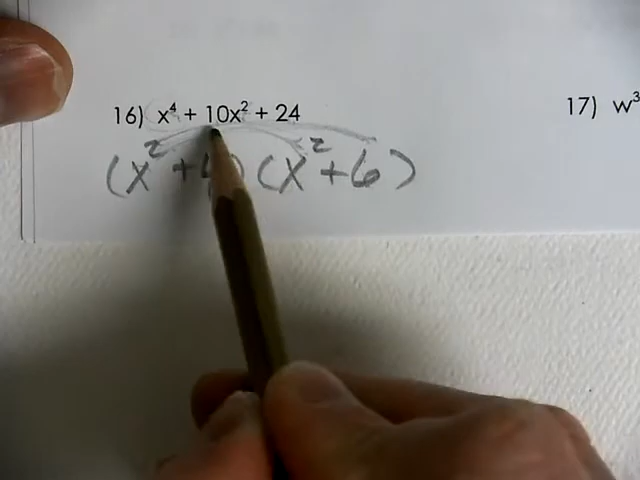 16) x⁴ + 10x² + 24
17) w³
(x² + 4) (x² + 6)